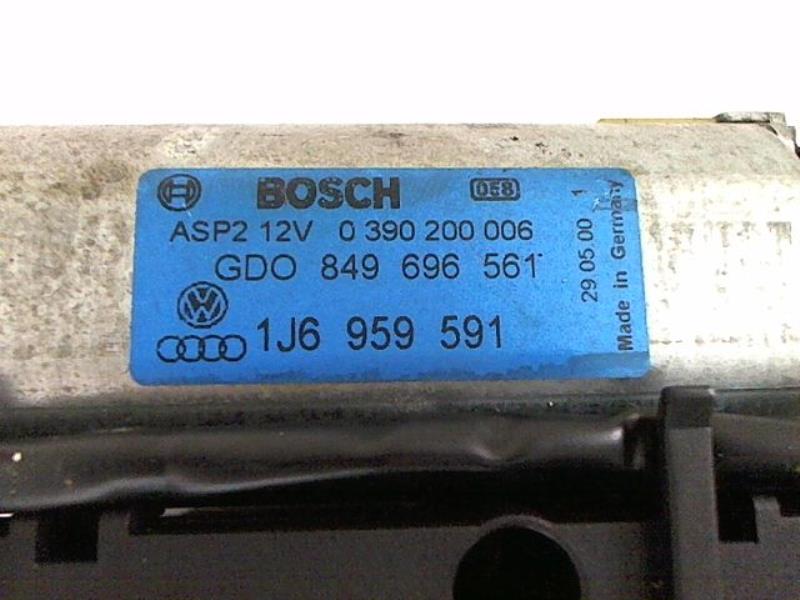 BOSCH 058
ASP2 12V 0 390 200 006
GDO 849 696 561
1J6 959 591
29 05.00 1
Made in Germany